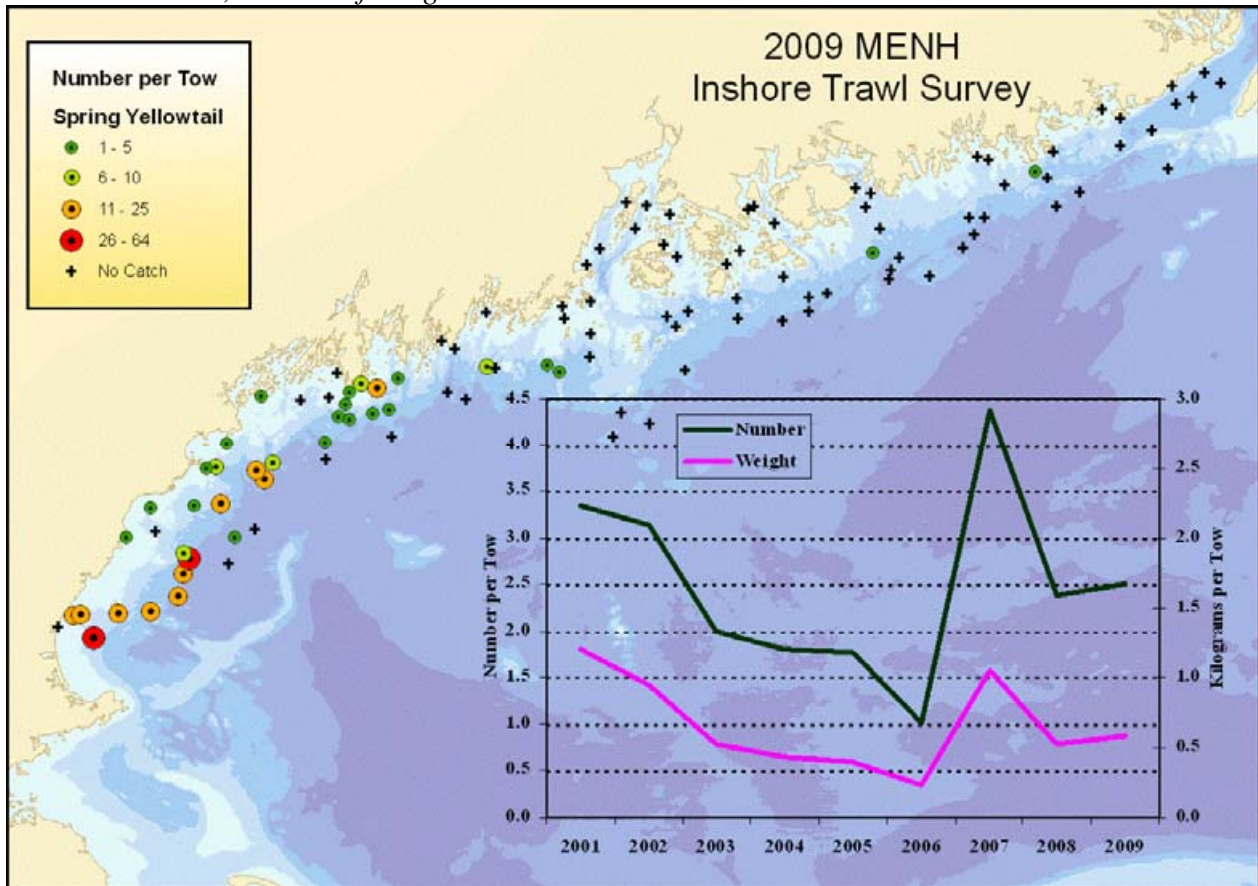 2009 MENH
Inshore Trawl Survey
Number per Tow
Spring Yellowtail
1 - 5
6 - 10
11 - 25
26 - 64
No Catch
Number
Weight
Number per Tow
4.5
4.0
3.5
3.0
2.5
2.0
1.5
1.0
0.5
0.0
3.0
2.5
2.0
1.5
1.0
0.5
0.0
Kilograms per Tow
2001 2002 2003 2004 2005 2006 2007 2008 2009